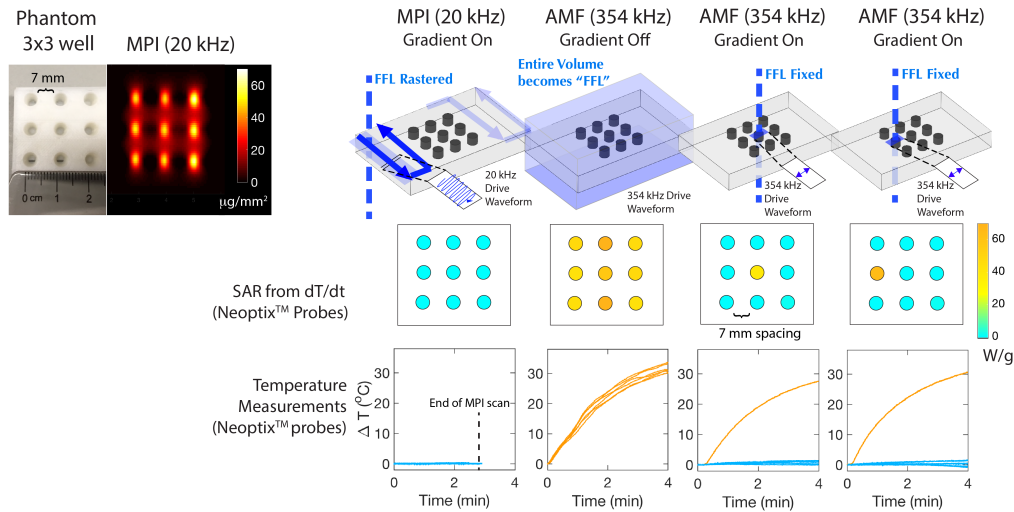 Phantom
3x3 well
MPI (20 kHz)
7 mm
60
40
20
0
μg/mm²
0 cm 1 2
MPI (20 kHz)
Gradient On
AMF (354 kHz)
Gradient Off
AMF (354 kHz)
Gradient On
AMF (354 kHz)
Gradient On
FFL Rastered
Entire Volume
becomes “FFL”
FFL Fixed
FFL Fixed
20 kHz
Drive
Waveform
354 kHz Drive
Waveform
354 kHz
Drive
Waveform
354 kHz
Drive
Waveform
SAR from dT/dt
(Neoptix™ Probes)
7 mm spacing
60
40
20
0
W/g
Temperature
Measurements
(Neoptix™ probes)
Δ T (°C)
30
20
10
0
End of MPI scan
0 2 4
Time (min)
30
20
10
0
0 2 4
Time (min)
30
20
10
0
0 2 4
Time (min)
30
20
10
0
0 2 4
Time (min)